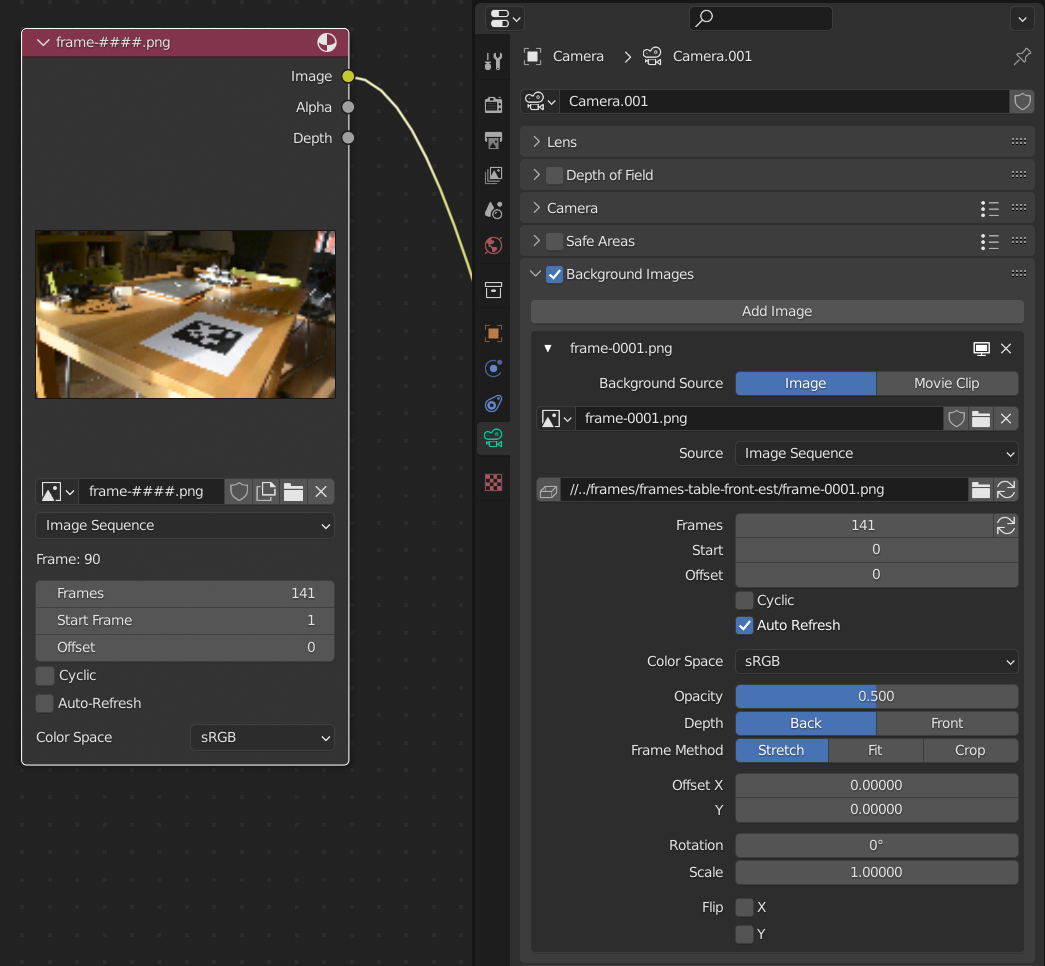 frame-####.png
Image
Alpha
Depth
frame-####.png
Image Sequence
Frame: 90
Frames 141
Start Frame 1
Offset 0
Cyclic
Auto-Refresh
Color Space sRGB
Camera Camera.001
Camera.001
Lens
Depth of Field
Camera
Safe Areas
Background Images
Add Image
frame-0001.png
Background Source Image Movie Clip
frame-0001.png
Source Image Sequence
//../frames/frames-table-front-est/frame-0001.png
Frames 141
Start 0
Offset 0
Cyclic
Auto Refresh
Color Space sRGB
Opacity 0.500
Depth Back Front
Frame Method Stretch Fit Crop
Offset X 0.00000
Y 0.00000
Rotation 0°
Scale 1.00000
Flip X
Y